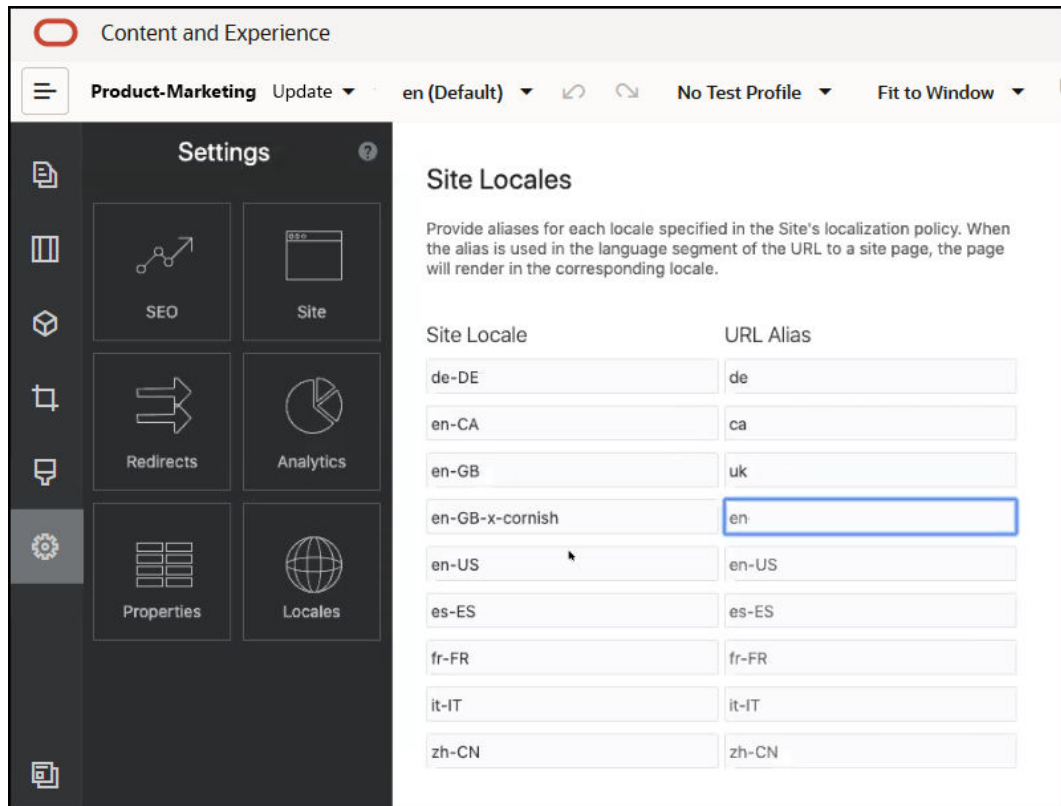 Content and Experience
Product-Marketing Update en (Default) No Test Profile Fit to Window
Settings ?
SEO Site
Redirects Analytics
Properties Locales
Site Locales
Provide aliases for each locale specified in the Site's localization policy. When
the alias is used in the language segment of the URL to a site page, the page
will render in the corresponding locale.
Site Locale URL Alias
de-DE de
en-CA ca
en-GB uk
en-GB-x-cornish en-
en-US en-US
es-ES es-ES
fr-FR fr-FR
it-IT it-IT
zh-CN zh-CN